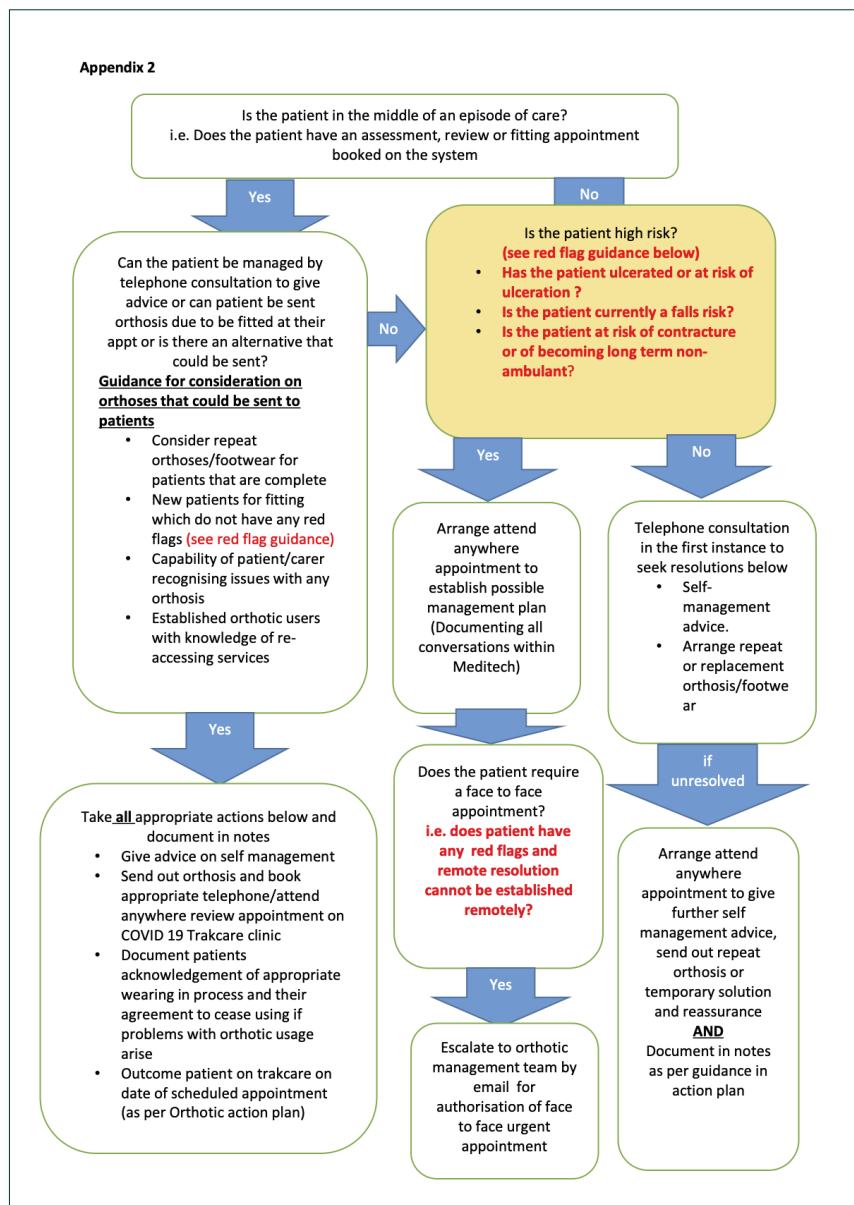 Appendix 2
Is the patient in the middle of an episode of care?
i.e. Does the patient have an assessment, review or fitting appointment
booked on the system
Yes
No
Can the patient be managed by
telephone consultation to give
advice or can patient be sent
orthosis due to be fitted at their
appt or is there an alternative that
could be sent?
Guidance for consideration on
orthoses that could be sent to
patients
• Consider repeat
orthoses/footwear for
patients that are complete
• New patients for fitting
which do not have any red
flags (see red flag guidance)
• Capability of patient/carer
recognising issues with any
orthosis
• Established orthotic users
with knowledge of re-
accessing services
No
Is the patient high risk?
(see red flag guidance below)
• Has the patient ulcerated or at risk of
ulceration ?
• Is the patient currently a falls risk?
• Is the patient at risk of contracture
or of becoming long term non-
ambulant?
Yes
No
Arrange attend
anywhere
appointment to
establish possible
management plan
(Documenting all
conversations within
Meditech)
Telephone consultation
in the first instance to
seek resolutions below
• Self-
management
advice.
• Arrange repeat
or replacement
orthosis/footwe
ar
Yes
if
unresolved
Take all appropriate actions below and
document in notes
• Give advice on self management
• Send out orthosis and book
appropriate telephone/attend
anywhere review appointment on
COVID 19 Trakcare clinic
• Document patients
acknowledgement of appropriate
wearing in process and their
agreement to cease using if
problems with orthotic usage
arise
• Outcome patient on trakcare on
date of scheduled appointment
(as per Orthotic action plan)
Does the patient require
a face to face
appointment?
i.e. does patient have
any red flags and
remote resolution
cannot be established
remotely?
Yes
Escalate to orthotic
management team by
email for
authorisation of face
to face urgent
appointment
Arrange attend
anywhere
appointment to give
further self
management advice,
send out repeat
orthosis or
temporary solution
and reassurance
AND
Document in notes
as per guidance in
action plan